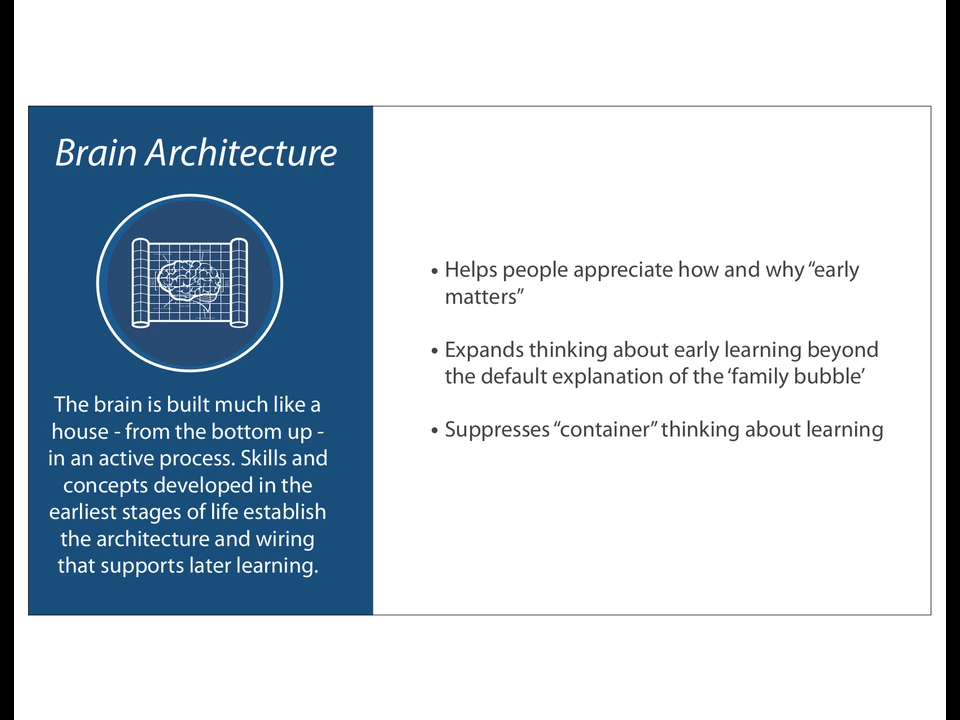 Brain Architecture
The brain is built much like a
house - from the bottom up -
in an active process. Skills and
concepts developed in the
earliest stages of life establish
the architecture and wiring
that supports later learning.
• Helps people appreciate how and why “early
matters”
• Expands thinking about early learning beyond
the default explanation of the ‘family bubble’
• Suppresses “container” thinking about learning